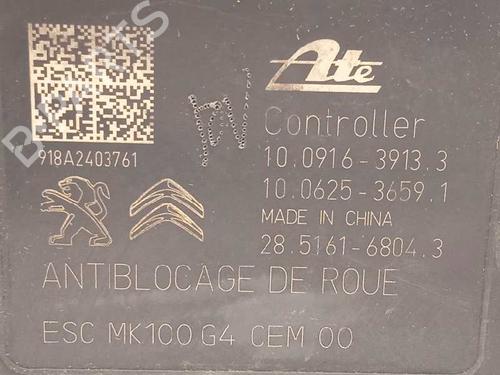 Ate
918A2403761
Controller
10.0916-3913.3
10.0625-3659.1
MADE IN CHINA
28.5161-6804.3
ANTIBLOCAGE DE ROUE
ESC MK100 G4 CEM 00